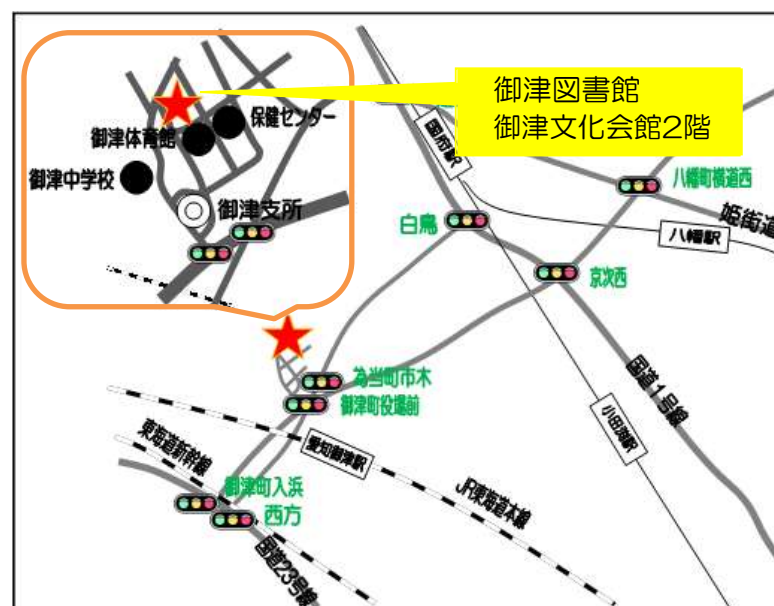 御津図書館
御津文化会館2階
保健センター
御津体育館
御津中学校
御津支所
国府駅
八幡町横道西
姫街道
八幡駅
白鳥
京次西
国道1号線
小田渕駅
為当町市木
御津町役場前
愛知御津駅
東海道新幹線
JR東海道本線
御津町入浜
西方
国道23号線